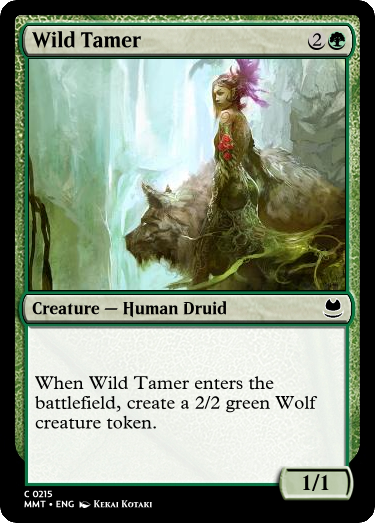 Wild Tamer 2
Creature — Human Druid
When Wild Tamer enters the
battlefield, create a 2/2 green Wolf
creature token.
1/1
C 0215
MMT • ENG Kekai Kotaki